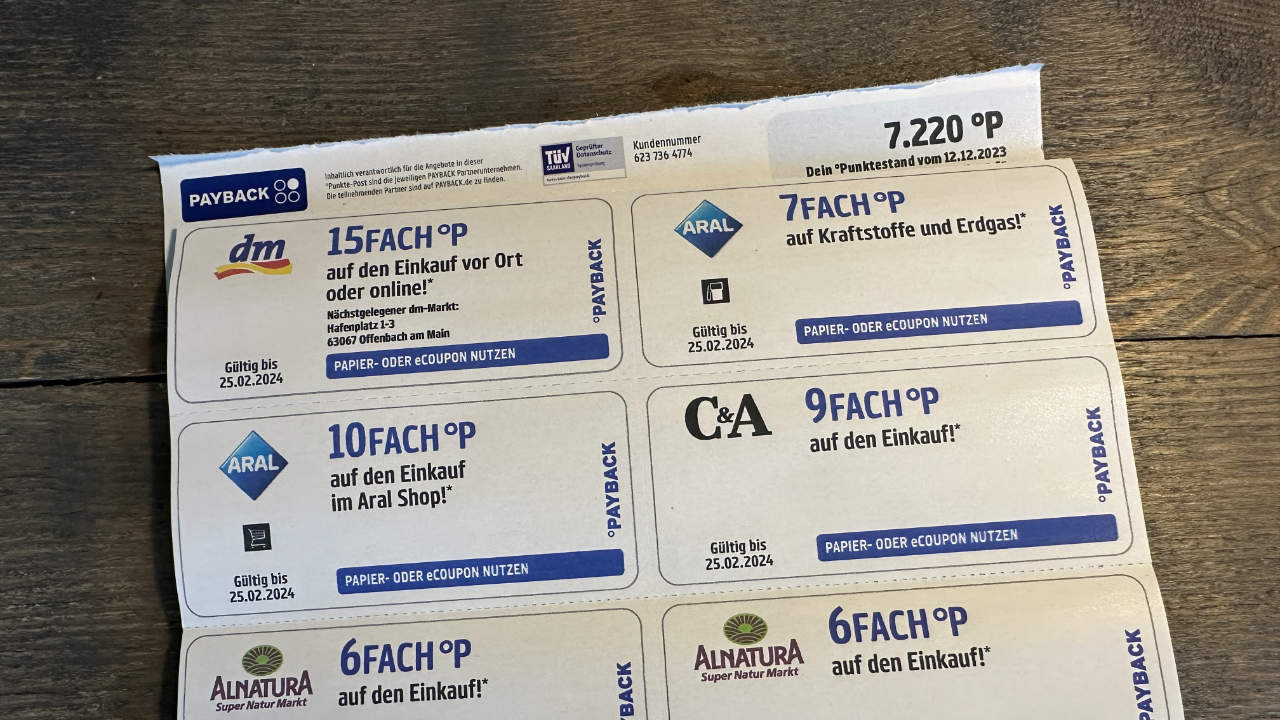 PAYBACK
Inhaltlich verantwortlich für die Angebote in dieser
°Punkte-Post sind die jeweiligen PAYBACK Partnerunternehmen.
Die teilnehmenden Partner sind auf PAYBACK.de zu finden.
TÜV
SAARLAND
Geprüfter
Datenschutz
Kundennummer
623 736 4774
7.220 °P
Dein °Punktestand vom 12.12.2023
dm
15FACH °P
auf den Einkauf vor Ort
oder online!*
Nächstgelegener dm-Markt:
Hafenplatz 1-3
63067 Offenbach am Main
Gültig bis
25.02.2024
PAPIER- ODER eCOUPON NUTZEN
°PAYBACK
ARAL
7FACH °P
auf Kraftstoffe und Erdgas!*
Gültig bis
25.02.2024
PAPIER- ODER eCOUPON NUTZEN
°PAYBACK
ARAL
10FACH °P
auf den Einkauf
im Aral Shop!*
Gültig bis
25.02.2024
PAPIER- ODER eCOUPON NUTZEN
°PAYBACK
C&A
9FACH °P
auf den Einkauf!*
Gültig bis
25.02.2024
PAPIER- ODER eCOUPON NUTZEN
°PAYBACK
ALNATURA
Super Natur Markt
6FACH °P
auf den Einkauf!*
YBACK
ALNATURA
Super Natur Markt
6FACH °P
auf den Einkauf!*
PAYBACK